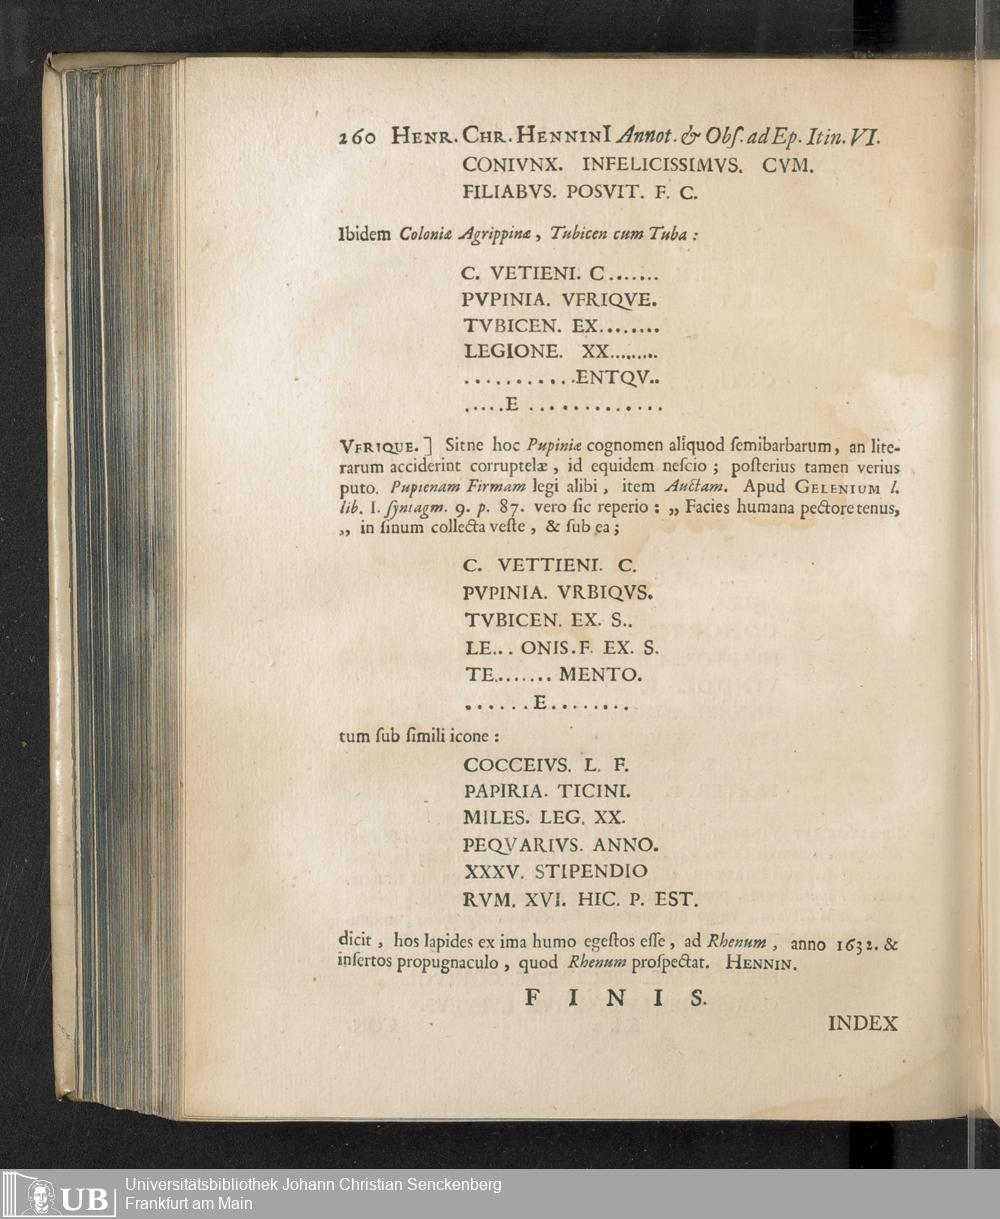 260 HENR. CHR. HENNINI Annot. & Obſ. ad Ep. Itin. VI.
CONIVNX. INFELICISSIMVS. CVM.
FILIABVS. POSVIT. F. C.
Ibidem Coloniæ Agrippinæ, Tubicen cum Tuba:
C. VETIENI. C.......
PVPINIA. VFRIQVE.
TVBICEN. EX........
LEGIONE. XX.........
...........ENTQV..
.....E .............
VFRIQUE.] Sitne hoc Pupiniæ cognomen aliquod ſemibarbarum, an lite-
rarum acciderint corruptelæ, id equidem neſcio; poſterius tamen verius
puto. Pupienam Firmam legi alibi, item Auctam. Apud GELENIUM l.
lib. I. ſyntagm. 9. p. 87. vero ſic reperio: „ Facies humana pectore tenus,
„ in ſinum collecta veſte, & ſub ea;
C. VETTIENI. C.
PVPINIA. VRBIQVS.
TVBICEN. EX. S..
LE... ONIS. F. EX. S.
TE....... MENTO.
......E........
tum ſub ſimili icone:
COCCEIVS. L. F.
PAPIRIA. TICINI.
MILES. LEG. XX.
PEQVARIVS. ANNO.
XXXV. STIPENDIO
RVM. XVI. HIC. P. EST.
dicit, hos lapides ex ima humo egeſtos eſſe, ad Rhenum, anno 1632. &
inſertos propugnaculo, quod Rhenum proſpectat. HENNIN.
F I N I S.
INDEX
UB
Universitätsbibliothek Johann Christian Senckenberg
Frankfurt am Main